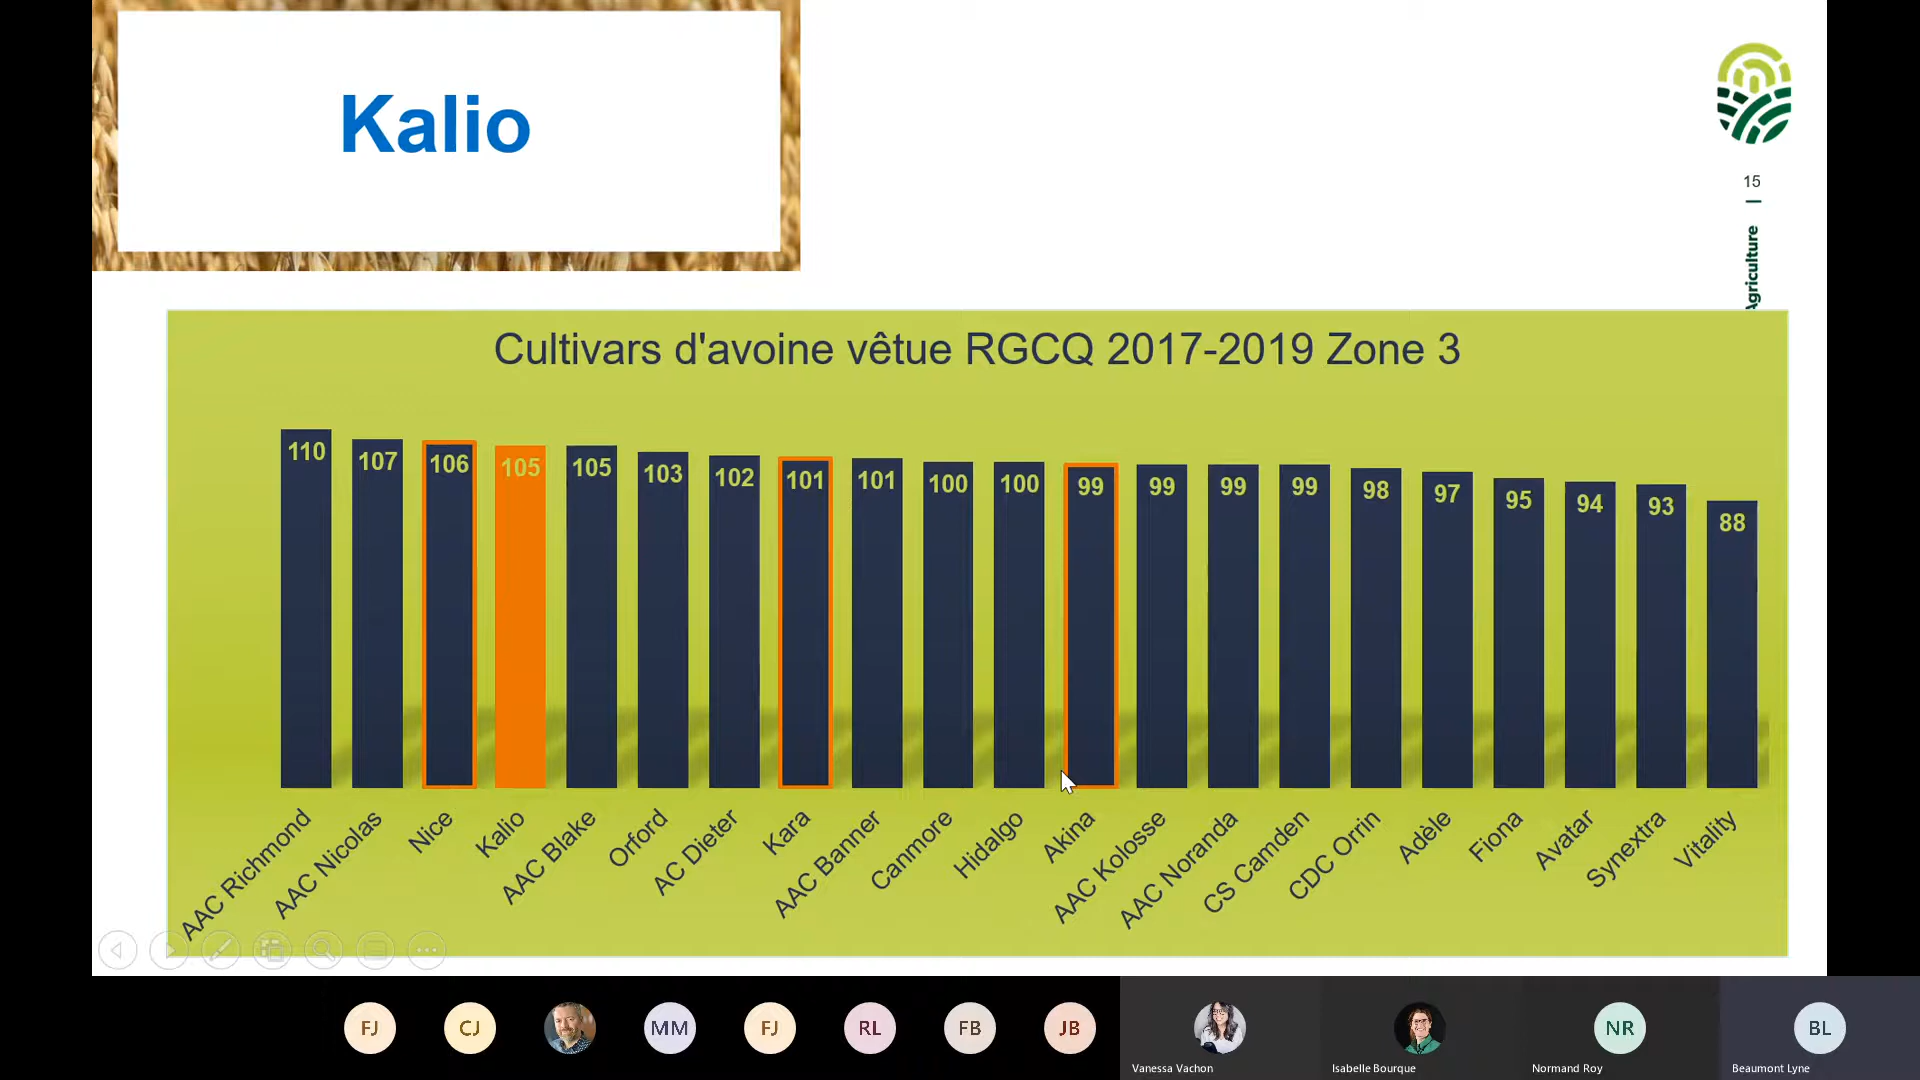 Kalio
15
Agriculture
Cultivars d'avoine vêtue RGCQ 2017-2019 Zone 3
110 107 106 105 105 103 102 101 101 100 100 99 99 99 99 98 97 95 94 93 88
AAC Richmond AAC Nicolas Nice Kalio AAC Blake Orford AC Dieter Kara AAC Banner Canmore Hidalgo Akina AAC Kolosse AAC Noranda CS Camden CDC Orrin Adèle Fiona Avatar Synextra Vitality
FJ CJ MM FJ RL FB JB NR BL
Vanessa Vachon Isabelle Bourque Normand Roy Beaumont Lyne